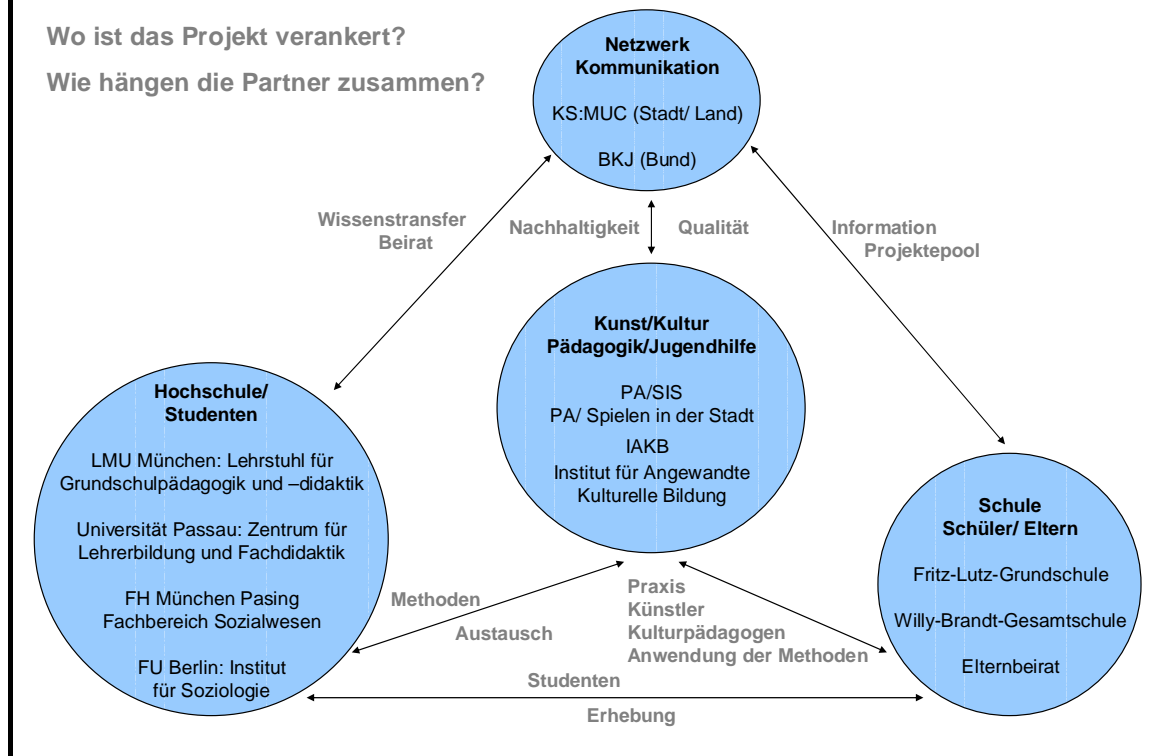 Wo ist das Projekt verankert?
Wie hängen die Partner zusammen?
Netzwerk
Kommunikation
KS:MUC (Stadt/ Land)
BKJ (Bund)
Wissenstransfer
Beirat
Nachhaltigkeit
Qualität
Information
Projektepool
Kunst/Kultur
Pädagogik/Jugendhilfe
PA/SIS
PA/ Spielen in der Stadt
IAKB
Institut für Angewandte
Kulturelle Bildung
Hochschule/
Studenten
LMU München: Lehrstuhl für
Grundschulpädagogik und –didaktik
Universität Passau: Zentrum für
Lehrerbildung und Fachdidaktik
FH München Pasing
Fachbereich Sozialwesen
FU Berlin: Institut
für Soziologie
Schule
Schüler/ Eltern
Fritz-Lutz-Grundschule
Willy-Brandt-Gesamtschule
Elternbeirat
Methoden
Austausch
Praxis
Künstler
Kulturpädagogen
Anwendung der Methoden
Studenten
Erhebung